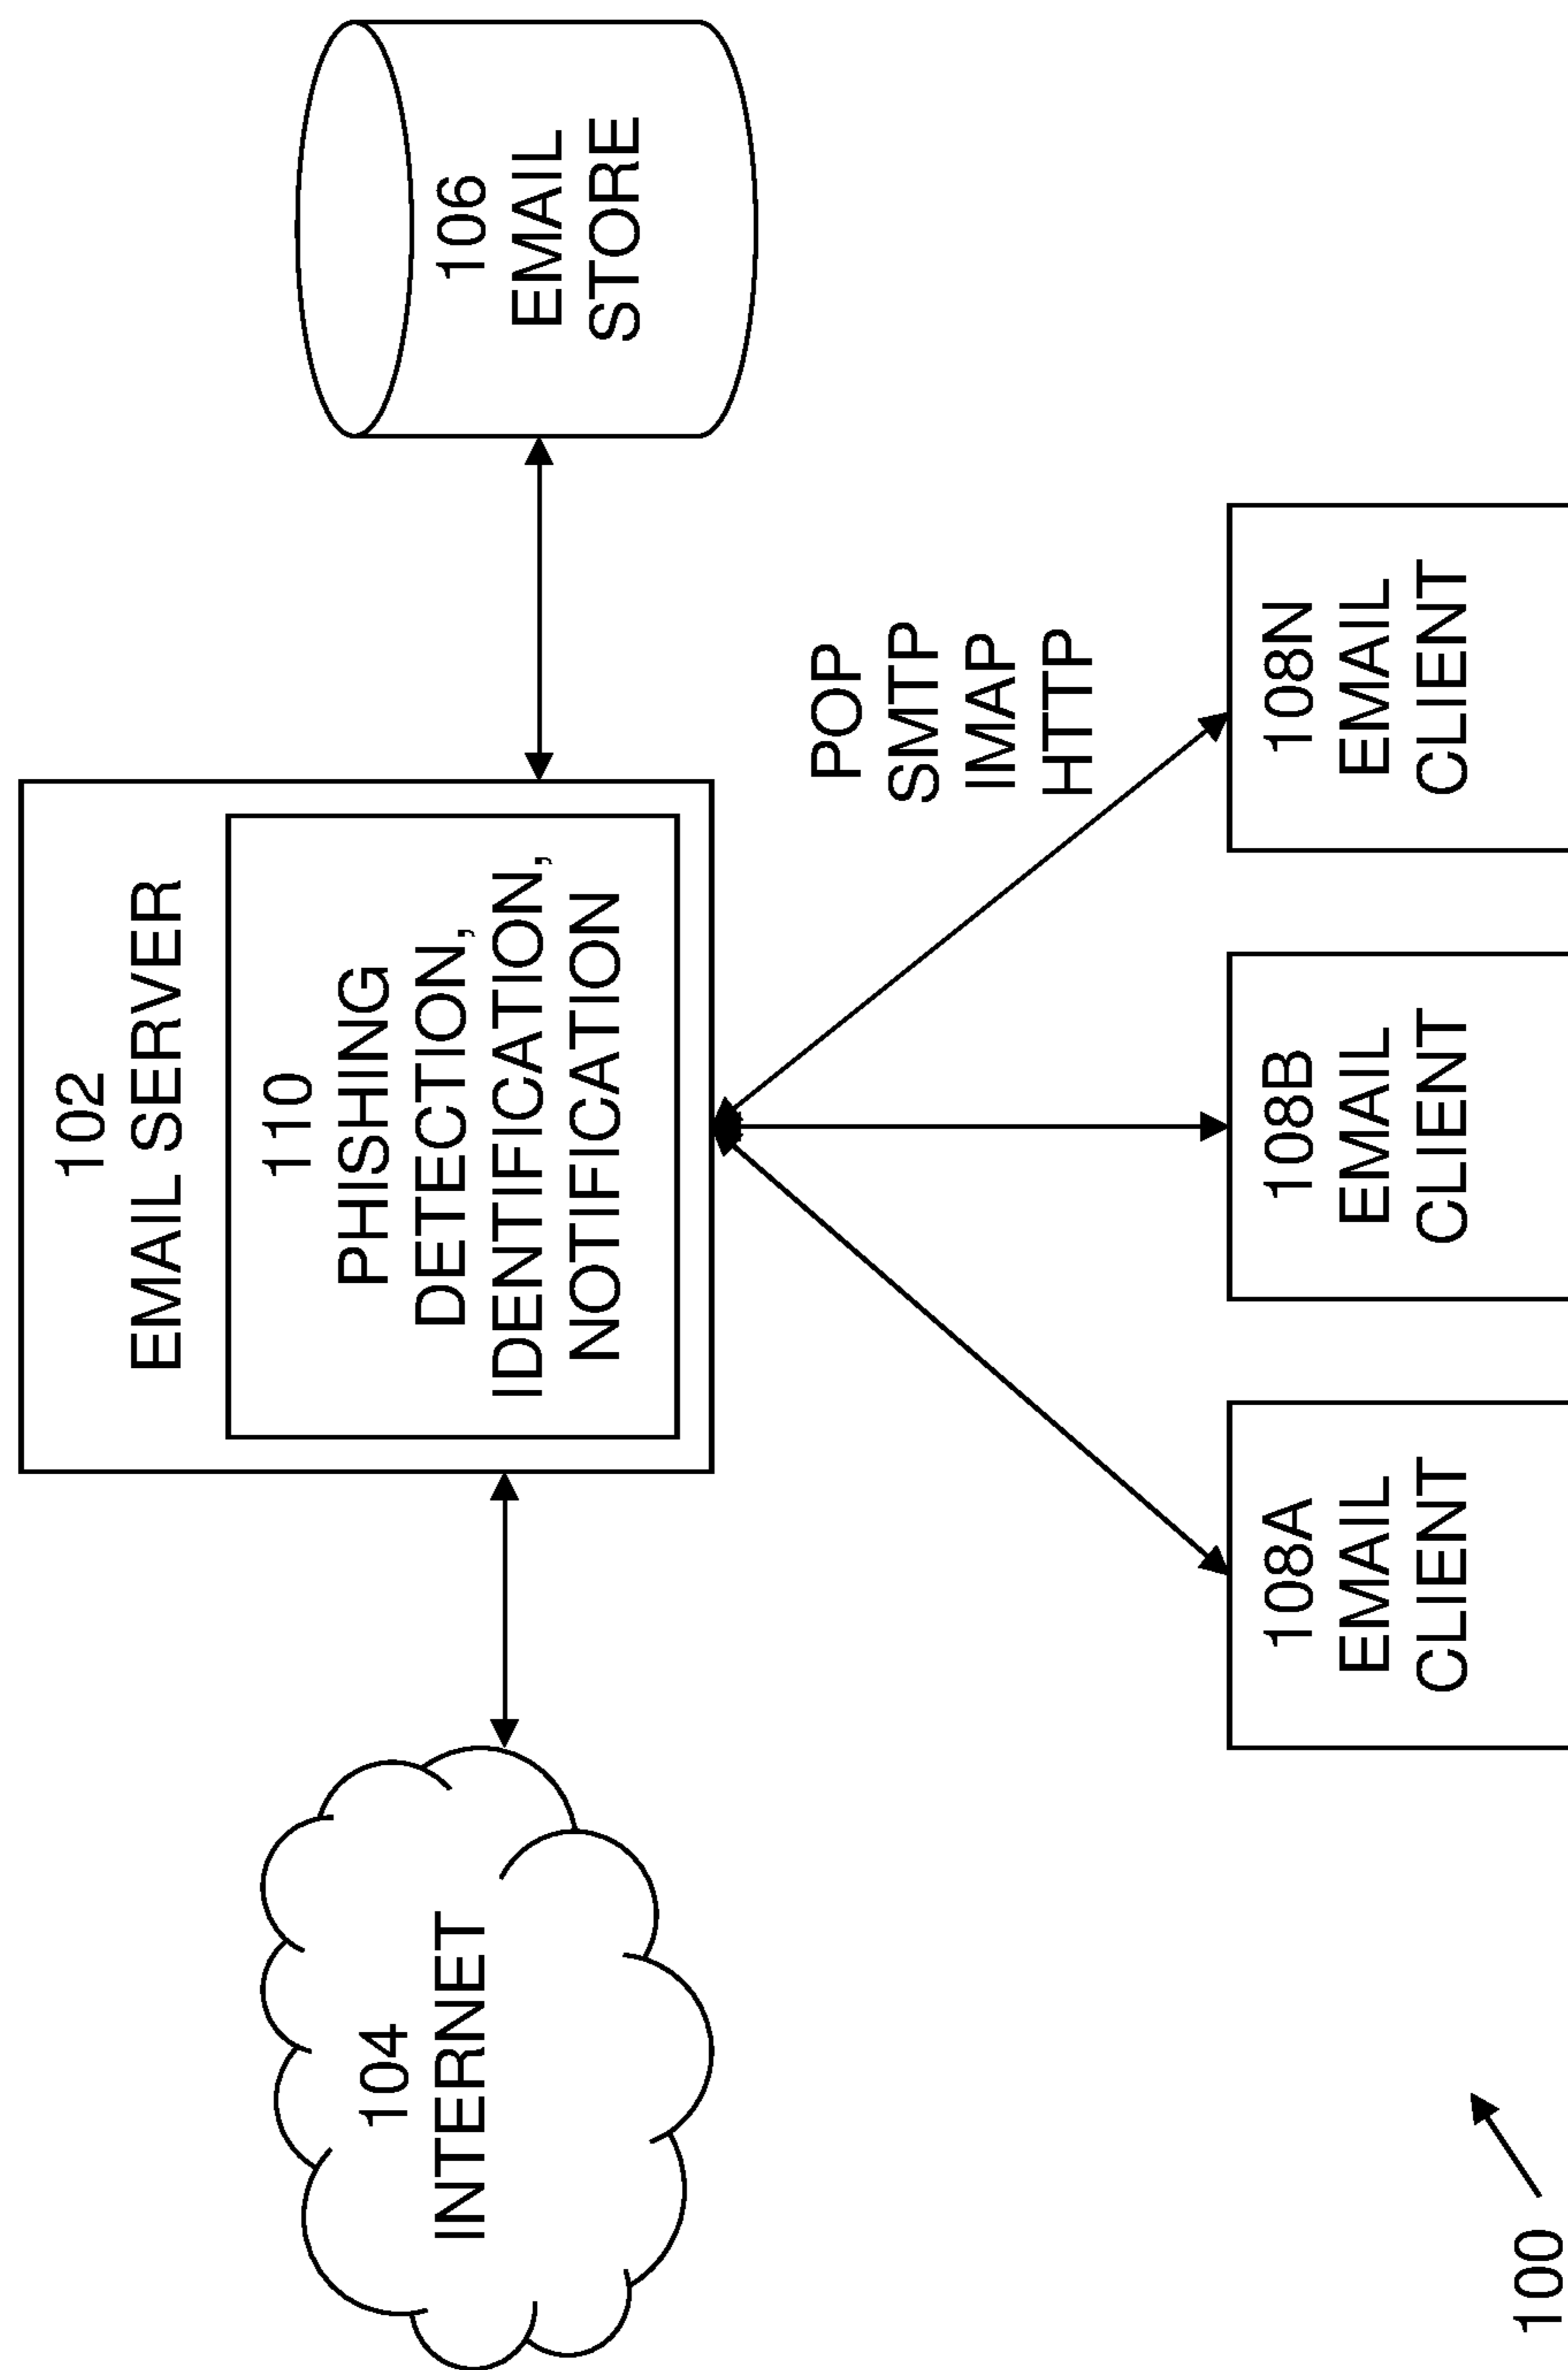 102
EMAIL SERVER
110
PHISHING
DETECTION,
IDENTIFICATION,
NOTIFICATION
104
INTERNET
106
EMAIL
STORE
POP
SMTP
IMAP
HTTP
108A
EMAIL
CLIENT
108B
EMAIL
CLIENT
108N
EMAIL
CLIENT
100